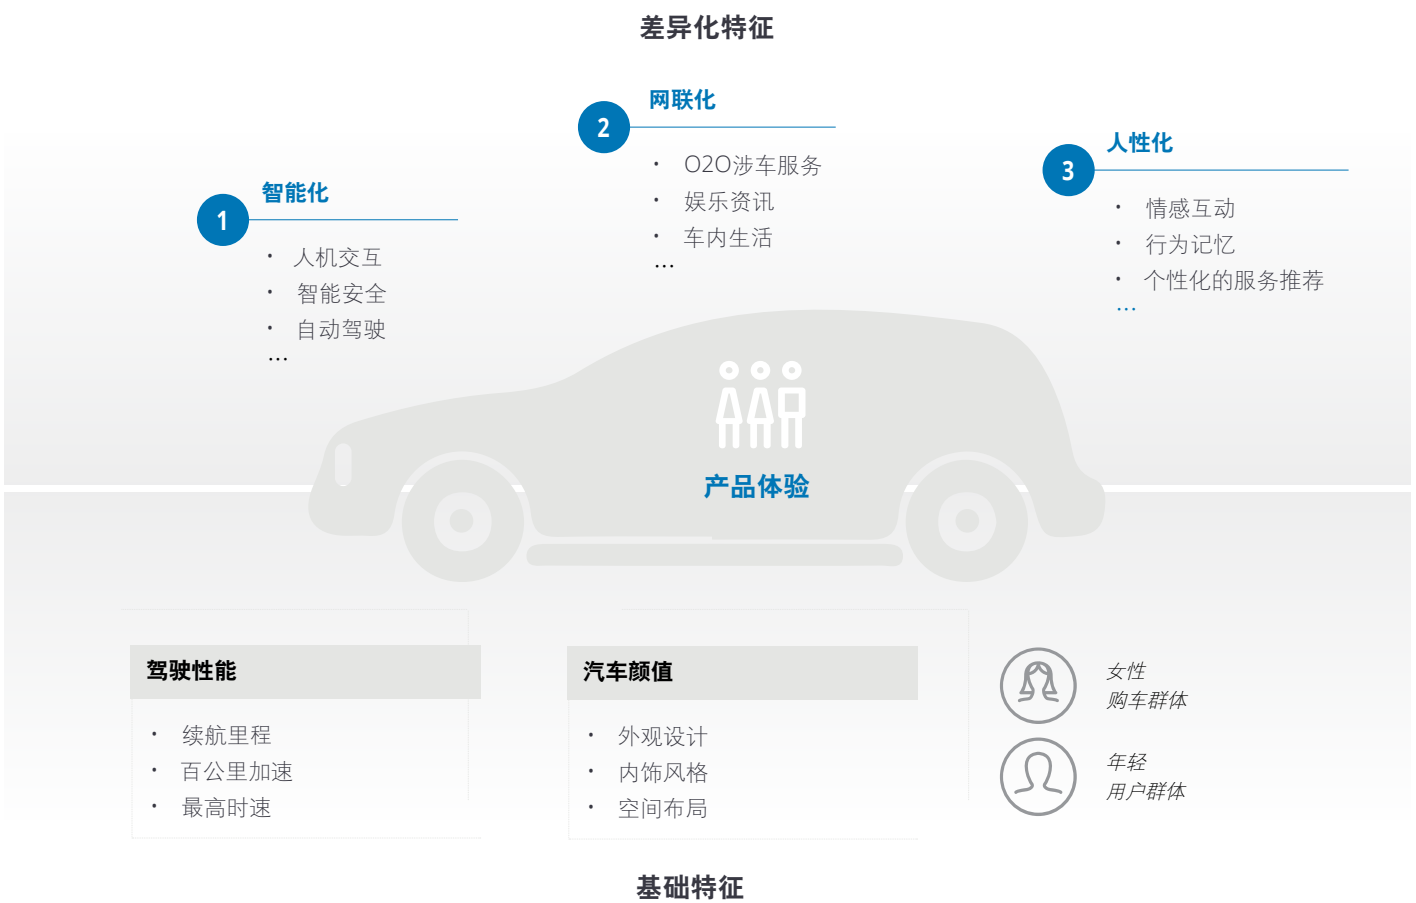 差异化特征
1
智能化
• 人机交互
• 智能安全
• 自动驾驶
...
2
网联化
• O2O涉车服务
• 娱乐资讯
• 车内生活
...
3
人性化
• 情感互动
• 行为记忆
• 个性化的服务推荐
...
产品体验
驾驶性能
• 续航里程
• 百公里加速
• 最高时速
汽车颜值
• 外观设计
• 内饰风格
• 空间布局
女性
购车群体
年轻
用户群体
基础特征